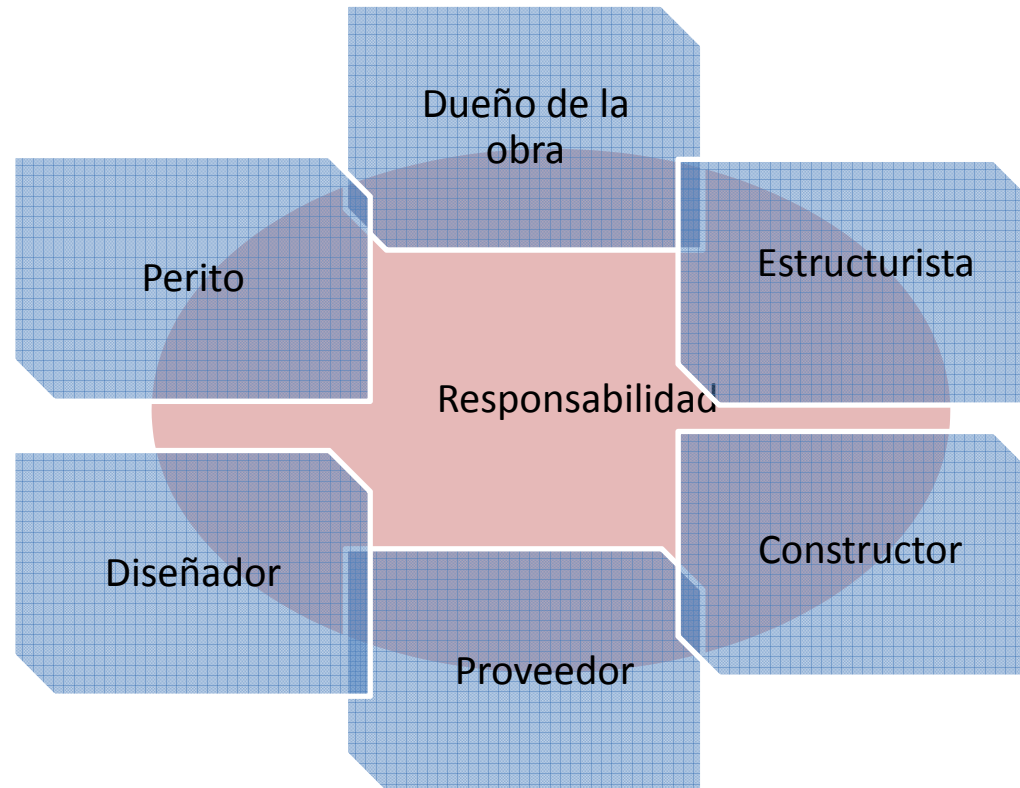 Dueño de la
obra
Perito
Estructurista
Responsabilidad
Diseñador
Constructor
Proveedor